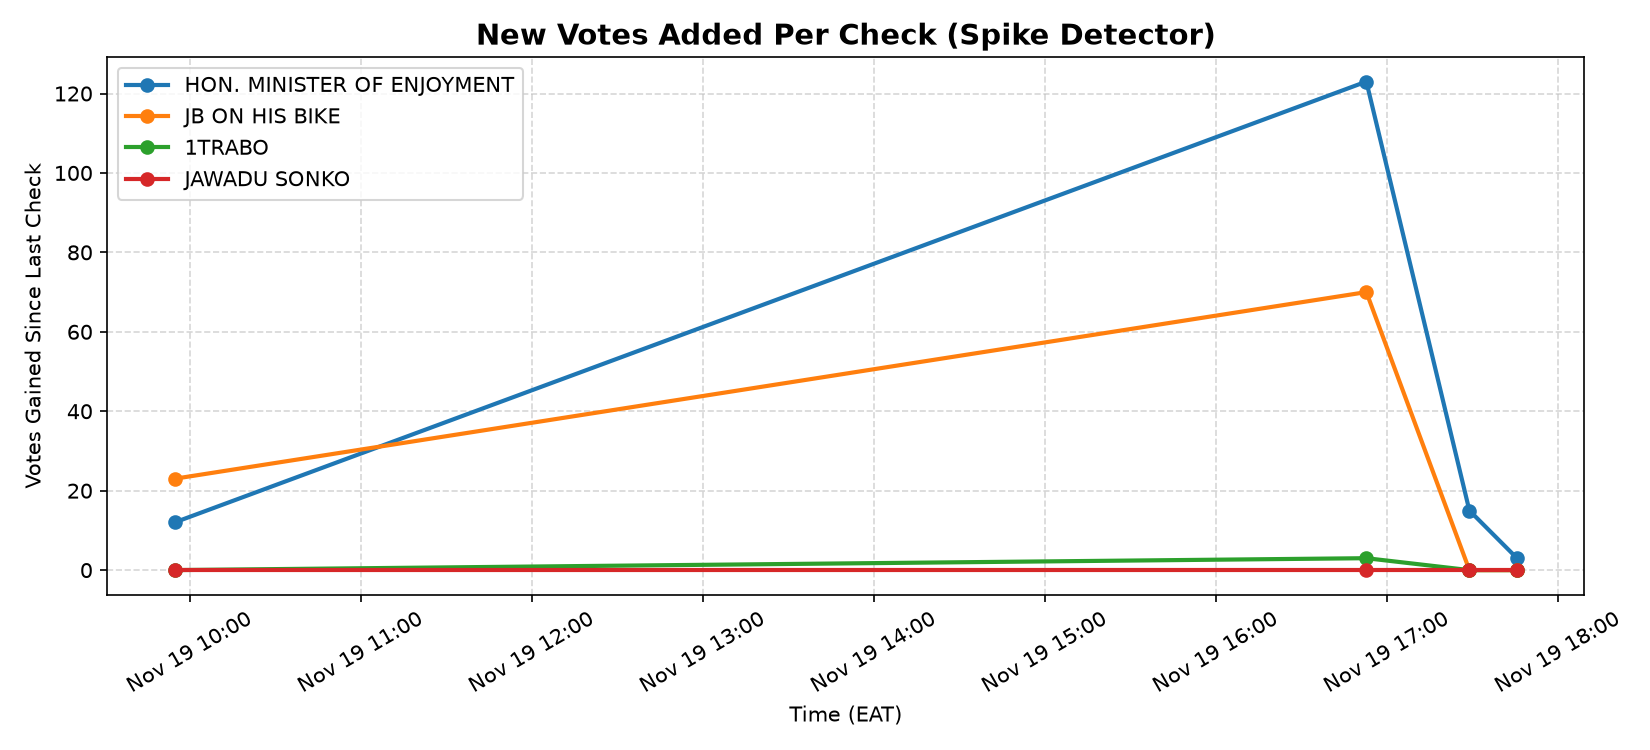 New Votes Added Per Check (Spike Detector)
HON. MINISTER OF ENJOYMENT
JB ON HIS BIKE
1TRABO
JAWADU SONKO
Votes Gained Since Last Check
120
100
80
60
40
20
0
Nov 19 10:00
Nov 19 11:00
Nov 19 12:00
Nov 19 13:00
Nov 19 14:00
Nov 19 15:00
Nov 19 16:00
Nov 19 17:00
Nov 19 18:00
Time (EAT)